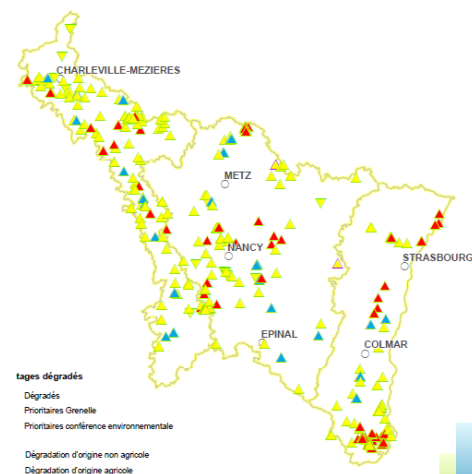 CHARLEVILLE-MEZIERES
METZ
NANCY
STRASBOURG
EPINAL
COLMAR
tages dégradés
Dégradés
Prioritaires Grenelle
Prioritaires conférence environnementale
Dégradation d'origine non agricole
Dégradation d'origine agricole